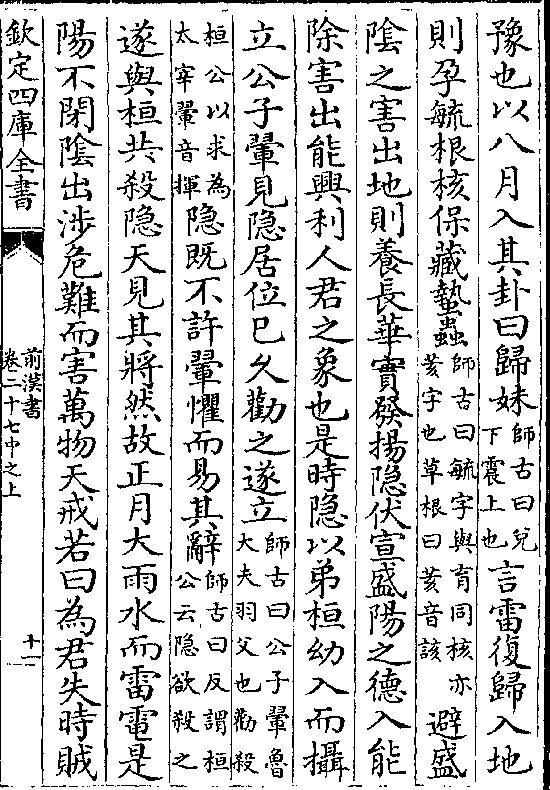 豫也以八月入其卦曰歸妹師古曰兌下震上也言雷復歸入地
則孕毓根核保藏蟄蟲師古曰毓字與育同核亦荄字也草根曰荄音該避盛
陰之害出地則養長華實發揚隐伏宣盛陽之德入能
除害出能興利人君之象也是時隐以弟桓幼入而攝
立公子翬見隐居位已久勸之遂立師古曰公子翬魯大夫羽父也勸殺
桓公以求為太宰翬音揮隐既不許翬懼而易其辭師古曰反謂桓公云隐欲殺之
遂與桓共殺隐天見其將然故正月大雨水而雷電是
陽不閉陰出涉危難而害萬物天戒若曰為君失時賊
欽定四庫全書
前漢書
卷二十七中之上
十一